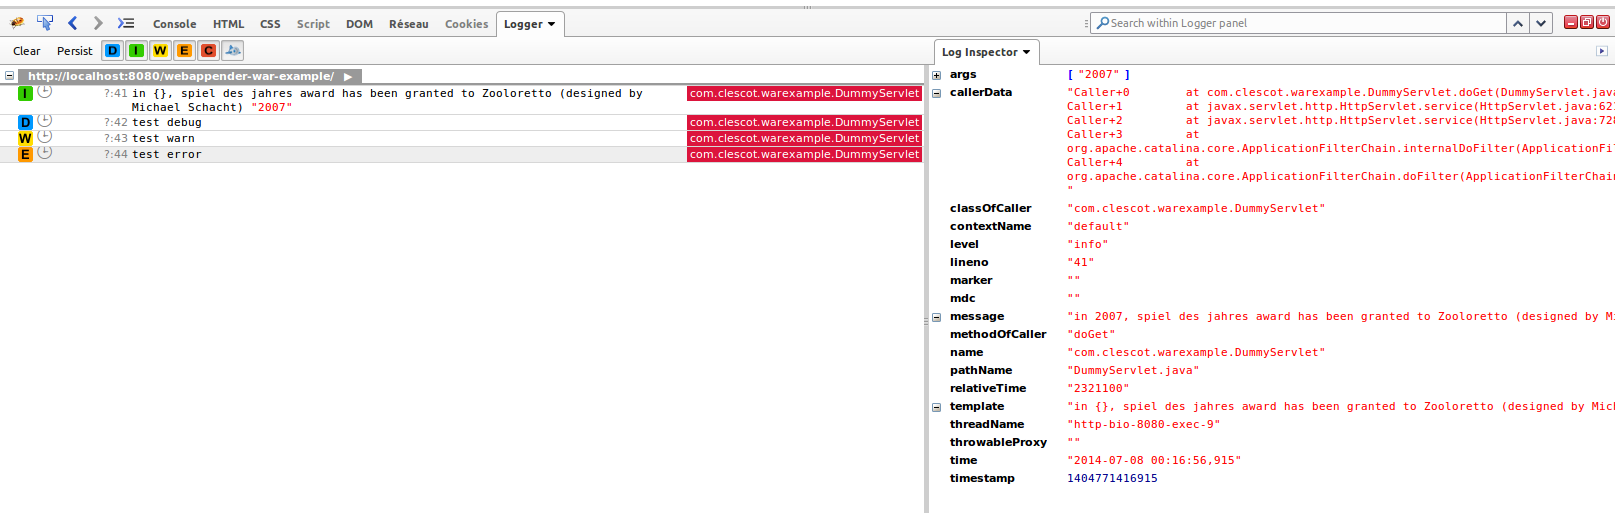 Console HTML CSS Script DOM Réseau Cookies Logger
Search within Logger panel
Clear Persist D I W E C
Log Inspector
http://localhost:8080/webappender-war-example/
I ?:41 in {}, spiel des jahres award has been granted to Zooloretto (designed by com.clescot.warexample.DummyServlet
Michael Schacht) "2007"
D ?:42 test debug com.clescot.warexample.DummyServlet
W ?:43 test warn com.clescot.warexample.DummyServlet
E ?:44 test error com.clescot.warexample.DummyServlet
args [ "2007" ]
callerData "Caller+0 at com.clescot.warexample.DummyServlet.doGet(DummyServlet.java
Caller+1 at javax.servlet.http.HttpServlet.service(HttpServlet.java:621
Caller+2 at javax.servlet.http.HttpServlet.service(HttpServlet.java:728
Caller+3 at
org.apache.catalina.core.ApplicationFilterChain.internalDoFilter(ApplicationFil
Caller+4 at
org.apache.catalina.core.ApplicationFilterChain.doFilter(ApplicationFilterChain
"
classOfCaller "com.clescot.warexample.DummyServlet"
contextName "default"
level "info"
lineno "41"
marker ""
mdc ""
message "in 2007, spiel des jahres award has been granted to Zooloretto (designed by Mi
methodOfCaller "doGet"
name "com.clescot.warexample.DummyServlet"
pathName "DummyServlet.java"
relativeTime "2321100"
template "in {}, spiel des jahres award has been granted to Zooloretto (designed by Mich
threadName "http-bio-8080-exec-9"
throwableProxy ""
time "2014-07-08 00:16:56,915"
timestamp 1404771416915